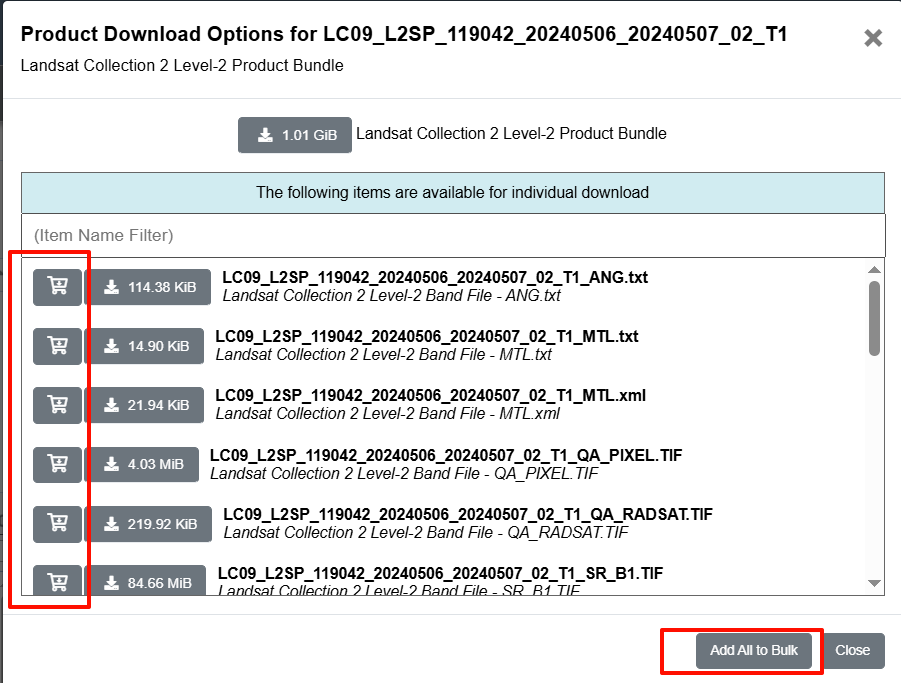 Product Download Options for LC09_L2SP_119042_20240506_20240507_02_T1
Landsat Collection 2 Level-2 Product Bundle
1.01 GiB Landsat Collection 2 Level-2 Product Bundle
The following items are available for individual download
(Item Name Filter)
114.38 KiB
LC09_L2SP_119042_20240506_20240507_02_T1_ANG.txt
Landsat Collection 2 Level-2 Band File - ANG.txt
14.90 KiB
LC09_L2SP_119042_20240506_20240507_02_T1_MTL.txt
Landsat Collection 2 Level-2 Band File - MTL.txt
21.94 KiB
LC09_L2SP_119042_20240506_20240507_02_T1_MTL.xml
Landsat Collection 2 Level-2 Band File - MTL.xml
4.03 MiB
LC09_L2SP_119042_20240506_20240507_02_T1_QA_PIXEL.TIF
Landsat Collection 2 Level-2 Band File - QA_PIXEL.TIF
219.92 KiB
LC09_L2SP_119042_20240506_20240507_02_T1_QA_RADSAT.TIF
Landsat Collection 2 Level-2 Band File - QA_RADSAT.TIF
84.66 MiB
LC09_L2SP_119042_20240506_20240507_02_T1_SR_B1.TIF
Landsat Collection 2 Level-2 Band File - SR_B1.TIF
Add All to Bulk
Close